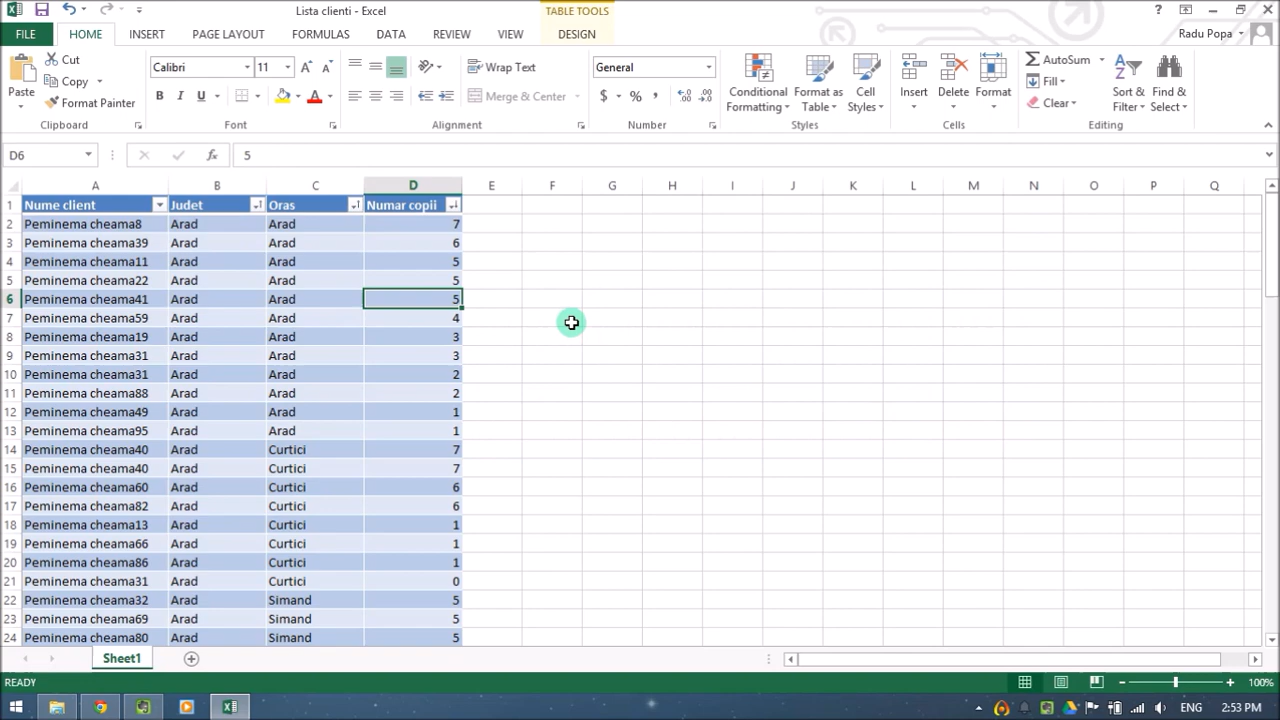 Lista clienti - Excel
TABLE TOOLS
FILE HOME INSERT PAGE LAYOUT FORMULAS DATA REVIEW VIEW DESIGN
Radu Popa
Paste
Cut
Copy
Format Painter
Clipboard
Calibri 11
B I U
Font
Wrap Text
Merge & Center
Alignment
General
$ % ,
Number
Conditional Formatting
Format as Table
Cell Styles
Styles
Insert Delete Format
Cells
AutoSum
Fill
Clear
Sort & Filter
Find & Select
Editing
D6 fx 5
A B C D E F G H I J K L M N O P Q
1 Nume client Judet Oras Numar copii
2 Peminema cheama8 Arad Arad 7
3 Peminema cheama39 Arad Arad 6
4 Peminema cheama11 Arad Arad 5
5 Peminema cheama22 Arad Arad 5
6 Peminema cheama41 Arad Arad 5
7 Peminema cheama59 Arad Arad 4
8 Peminema cheama19 Arad Arad 3
9 Peminema cheama31 Arad Arad 3
10 Peminema cheama31 Arad Arad 2
11 Peminema cheama88 Arad Arad 2
12 Peminema cheama49 Arad Arad 1
13 Peminema cheama95 Arad Arad 1
14 Peminema cheama40 Arad Curtici 7
15 Peminema cheama40 Arad Curtici 7
16 Peminema cheama60 Arad Curtici 6
17 Peminema cheama82 Arad Curtici 6
18 Peminema cheama13 Arad Curtici 1
19 Peminema cheama66 Arad Curtici 1
20 Peminema cheama86 Arad Curtici 1
21 Peminema cheama31 Arad Curtici 0
22 Peminema cheama32 Arad Simand 5
23 Peminema cheama69 Arad Simand 5
24 Peminema cheama80 Arad Simand 5
Sheet1
READY 100%
ENG 2:53 PM